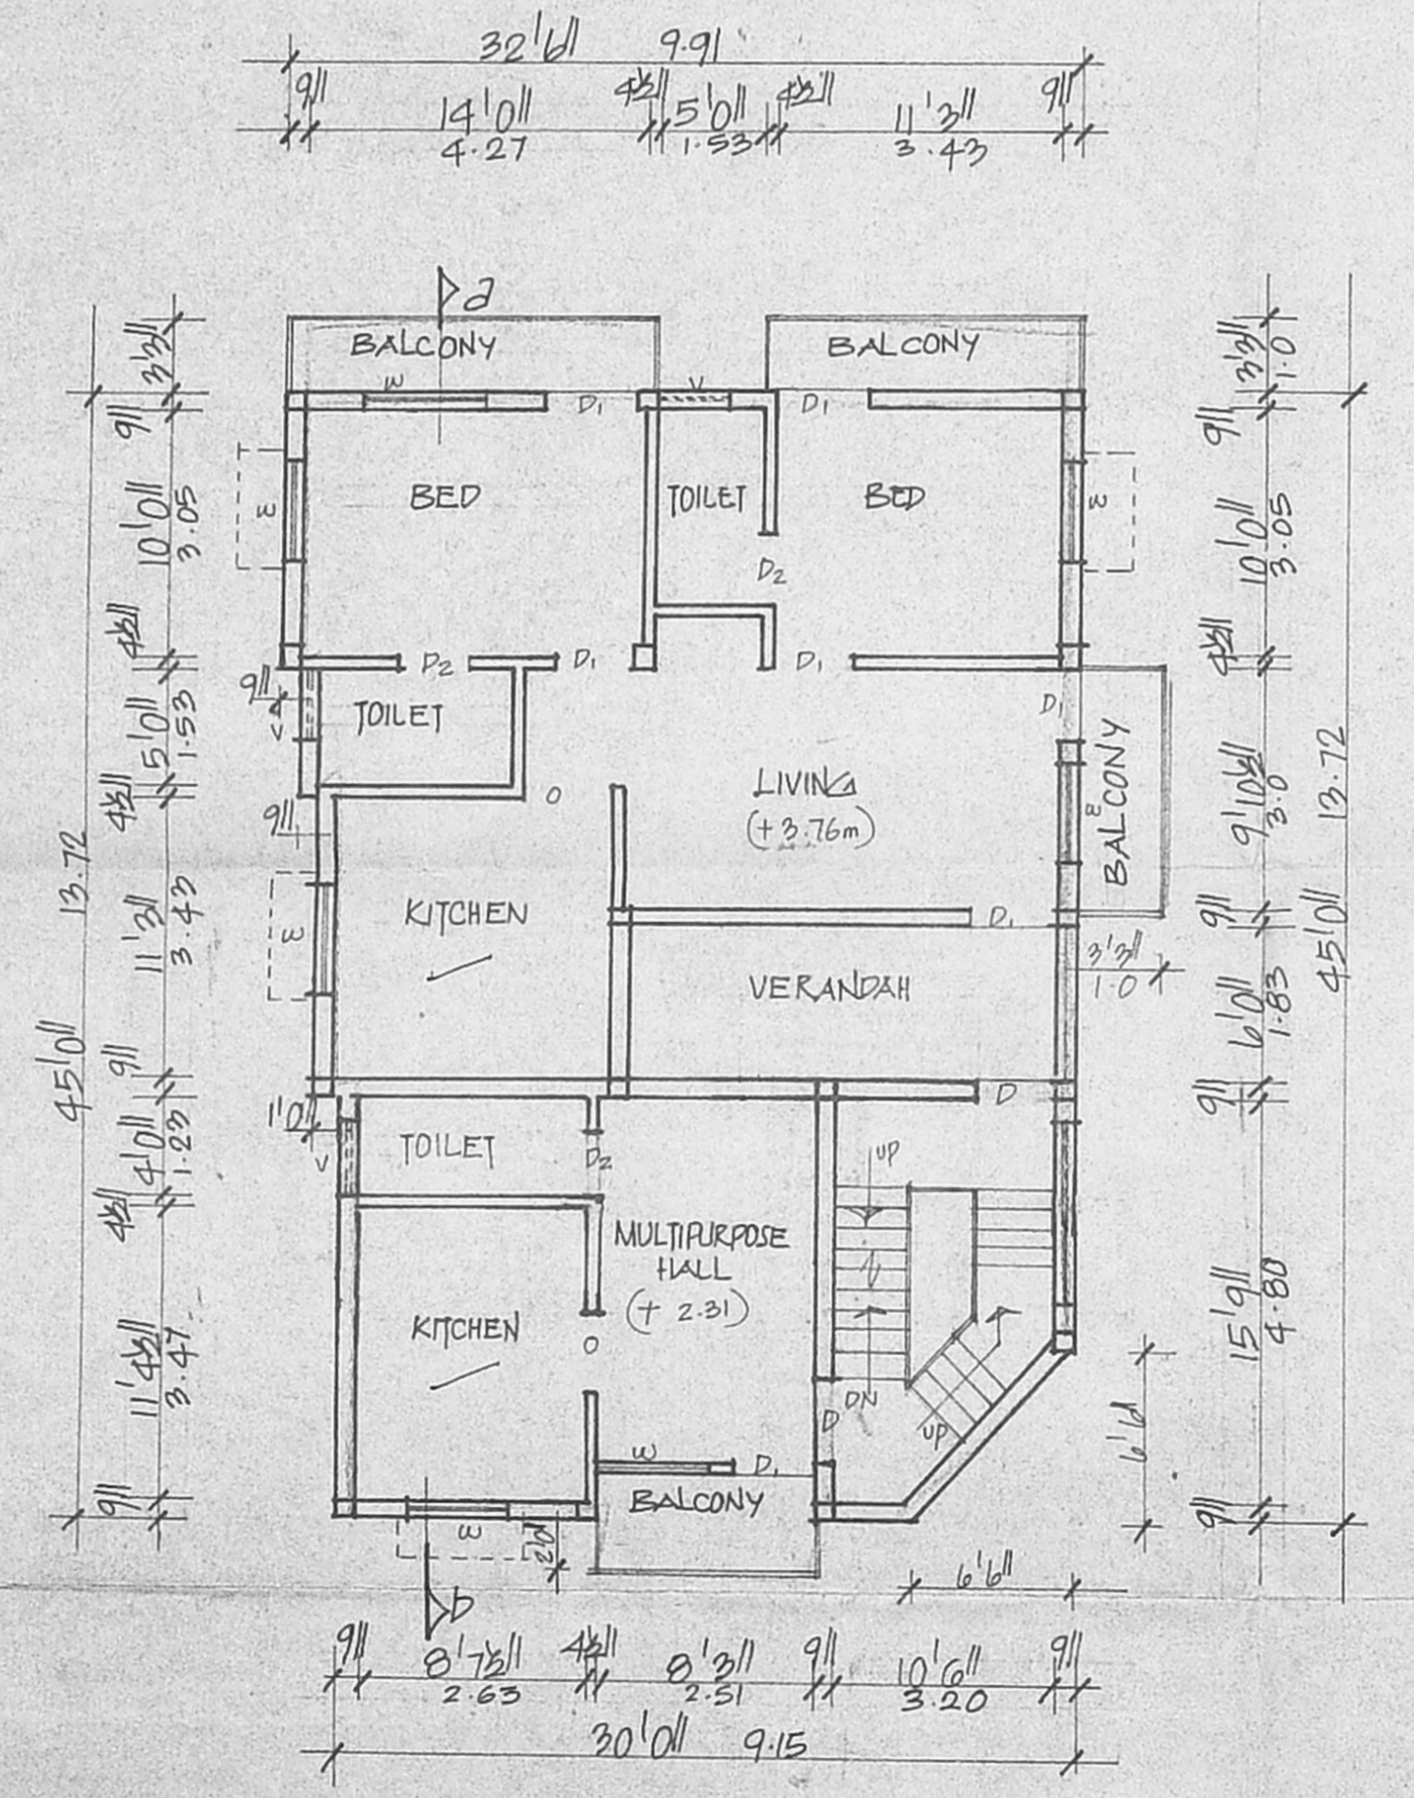 32'6" 9.91
9" 14'0" 4½" 5'0" 4½" 11'3" 9"
4.27 1.53 3.43
a
3'3" BALCONY BALCONY 3'3" 1.0
W V
9" D1 D1 9"
10'0" 3.05 W BED TOILET BED W 10'0" 3.05
D2
4½" D2 D1 D1 4½"
9" V TOILET D1
5'0" 1.53
4½" O LIVING BALCONY W 9'10½" 3.0
9" (+3.76m)
13.72 45'0" 13.72 45'0"
11'3" 3.43 W KITCHEN D1 9"
VERANDAH 3'3" 6'0" 1.83
1.0
9" D 9"
1'0"
4'0" 1.23 V TOILET D2 UP
4½" MULTIPURPOSE
HALL
(+ 2.31) 15'9" 4.80
11'4½" 3.47 KITCHEN O
D DN 6'6"
UP
W D1
9" BALCONY 9"
W 2'0"
6'6"
b
9" 8'7½" 4½" 8'3" 9" 10'6" 9"
2.63 2.51 3.20
30'0" 9.15